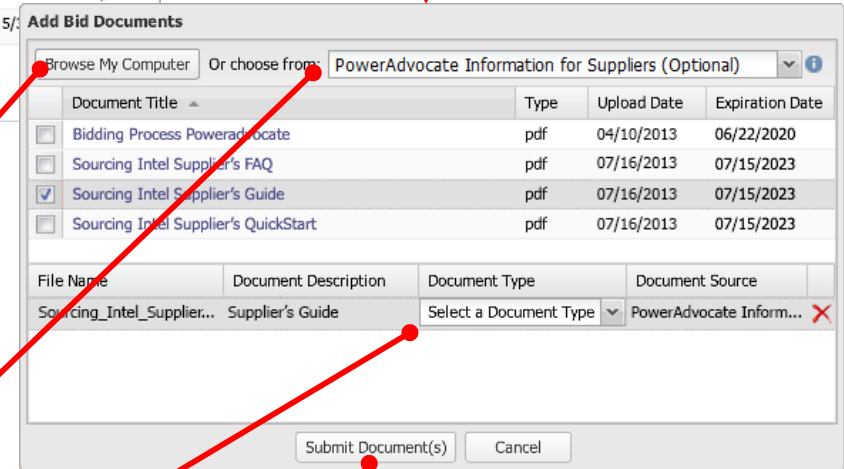 5/3
Add Bid Documents
Browse My Computer Or choose from: PowerAdvocate Information for Suppliers (Optional)
Document Title Type Upload Date Expiration Date
Bidding Process Poweradvocate pdf 04/10/2013 06/22/2020
Sourcing Intel Supplier's FAQ pdf 07/16/2013 07/15/2023
Sourcing Intel Supplier's Guide pdf 07/16/2013 07/15/2023
Sourcing Intel Supplier's QuickStart pdf 07/16/2013 07/15/2023
File Name Document Description Document Type Document Source
Sourcing_Intel_Supplier... Supplier's Guide Select a Document Type PowerAdvocate Inform...
Submit Document(s) Cancel